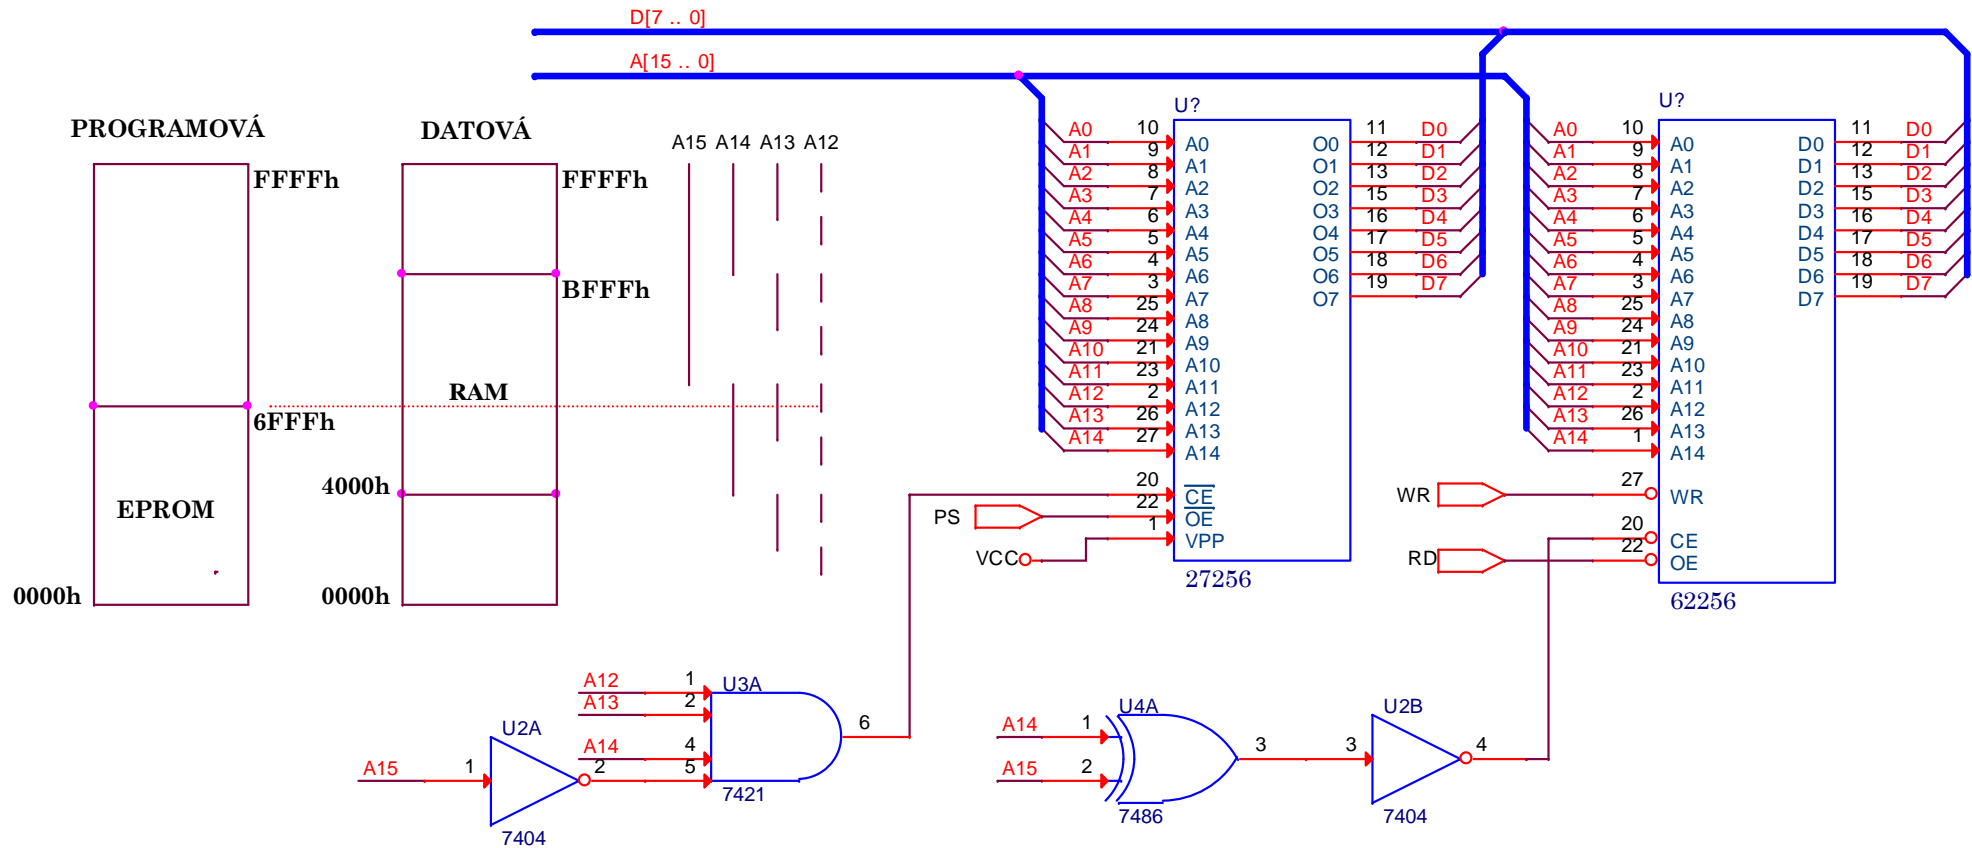 D[7 .. 0]
A[15 .. 0]
PROGRAMOVÁ
DATOVÁ
A15 A14 A13 A12
FFFFh
FFFFh
BFFFh
RAM
6FFFh
4000h
EPROM
0000h
0000h
U?
A0 10 A0 O0 11 D0
A1 9 A1 O1 12 D1
A2 8 A2 O2 13 D2
A3 7 A3 O3 15 D3
A4 6 A4 O4 16 D4
A5 5 A5 O5 17 D5
A6 4 A6 O6 18 D6
A7 3 A7 O7 19 D7
A8 25 A8
A9 24 A9
A10 21 A10
A11 23 A11
A12 2 A12
A13 26 A13
A14 27 A14
20 CE
PS 22 OE
VCC 1 VPP
27256
U?
A0 10 A0 D0 11 D0
A1 9 A1 D1 12 D1
A2 8 A2 D2 13 D2
A3 7 A3 D3 15 D3
A4 6 A4 D4 16 D4
A5 5 A5 D5 17 D5
A6 4 A6 D6 18 D6
A7 3 A7 D7 19 D7
A8 25 A8
A9 24 A9
A10 21 A10
A11 23 A11
A12 2 A12
A13 26 A13
A14 1 A14
WR 27 WR
20 CE
RD 22 OE
62256
A12 1 U3A
A13 2
U2A
A14 4 6
A15 1 2 5
7421
7404
U4A
A14 1
3
A15 2
7486
U2B
3 4
7404